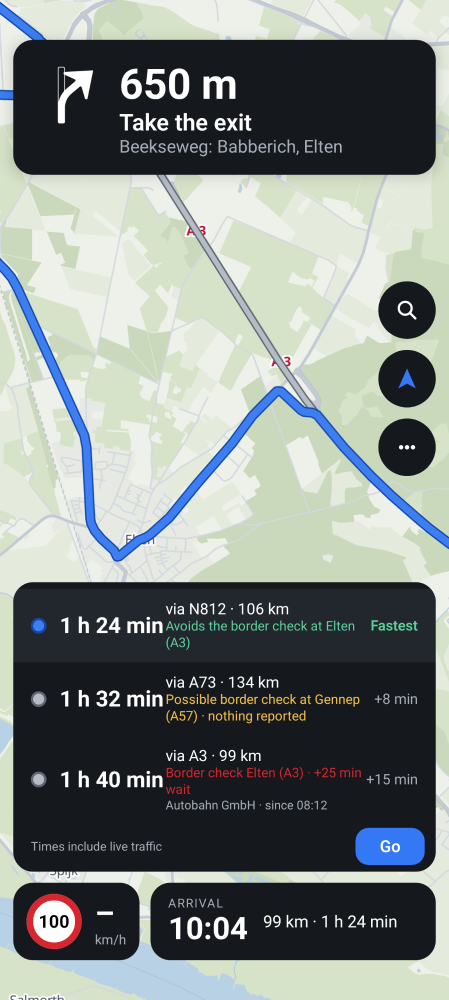 650 m
Take the exit
Beekseweg: Babberich, Elten
A3
A3
Elten
via N812 · 106 km
1 h 24 min
Avoids the border check at Elten
(A3)
Fastest
via A73 · 134 km
1 h 32 min
Possible border check at Gennep
(A57) · nothing reported
+8 min
via A3 · 99 km
1 h 40 min
Border check Elten (A3) · +25 min
wait
+15 min
Autobahn GmbH · since 08:12
Times include live traffic
Go
Spijk
100
–
km/h
ARRIVAL
10:04
99 km · 1 h 24 min
Salmorth